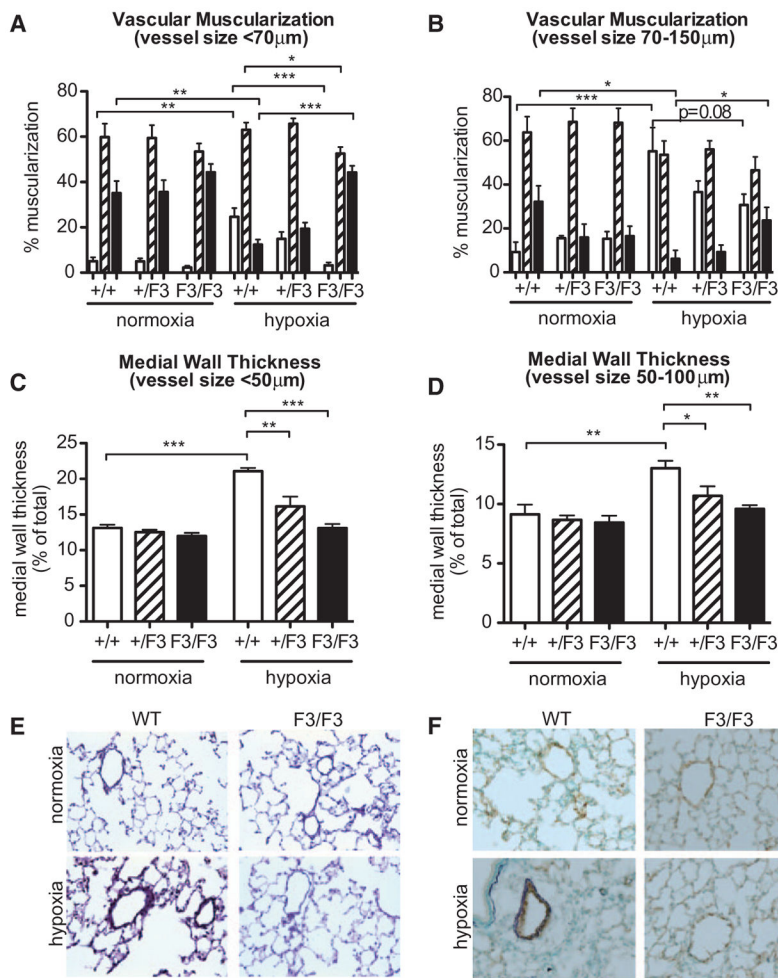 A
Vascular Muscularization
(vessel size <70μm)
% muscularization
80
60
40
20
0
*
***
**
**
***
+/+
+/F3
F3/F3
+/+
+/F3
F3/F3
normoxia
hypoxia
B
Vascular Muscularization
(vessel size 70-150μm)
% muscularization
80
60
40
20
0
*
***
*
p=0.08
+/+
+/F3
F3/F3
+/+
+/F3
F3/F3
normoxia
hypoxia
C
Medial Wall Thickness
(vessel size <50μm)
medial wall thickness
(% of total)
25
20
15
10
5
0
***
***
**
+/+
+/F3
F3/F3
+/+
+/F3
F3/F3
normoxia
hypoxia
D
Medial Wall Thickness
(vessel size 50-100μm)
medial wall thickness
(% of total)
15
10
5
0
**
**
*
+/+
+/F3
F3/F3
+/+
+/F3
F3/F3
normoxia
hypoxia
E
WT
F3/F3
normoxia
hypoxia
F
WT
F3/F3
normoxia
hypoxia